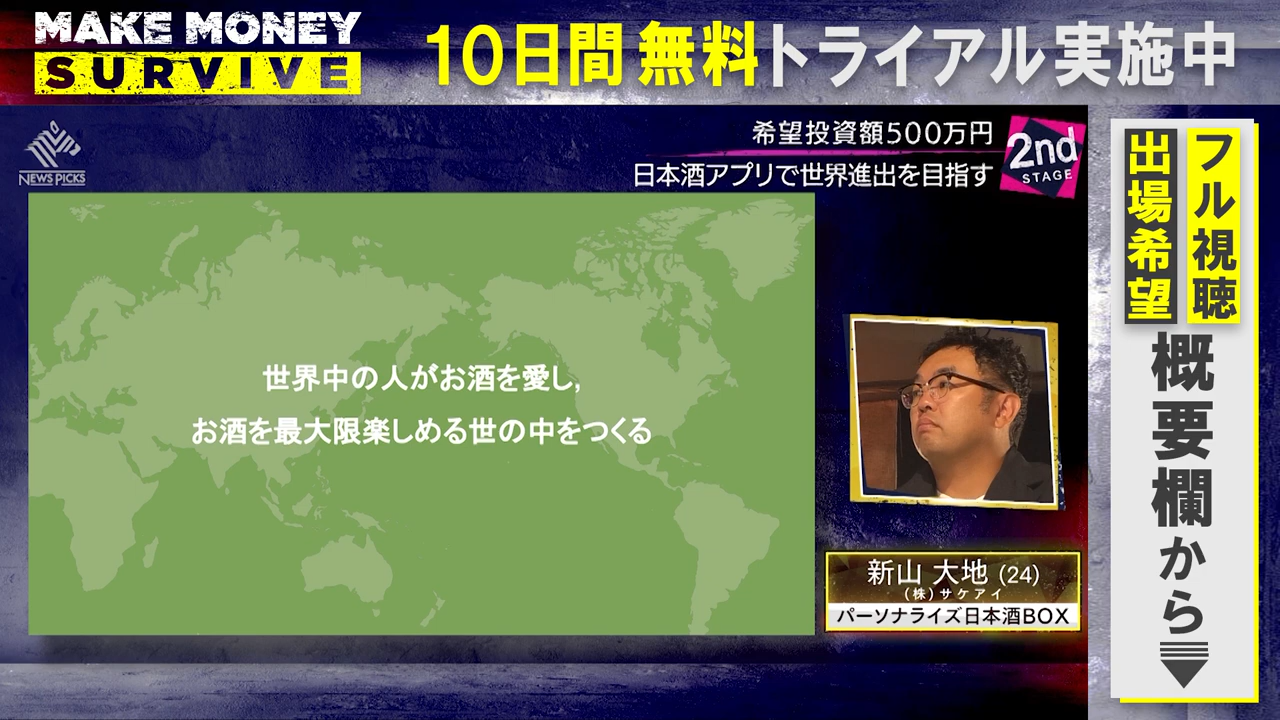 MAKE MONEY
SURVIVE
10日間 無料トライアル実施中
NEWS PICKS
希望投資額500万円
日本酒アプリで世界進出を目指す
2nd
STAGE
世界中の人がお酒を愛し,
お酒を最大限楽しめる世の中をつくる
新山 大地 (24)
(株)サケアイ
パーソナライズ日本酒BOX
フル視聴
出場希望
概要欄から